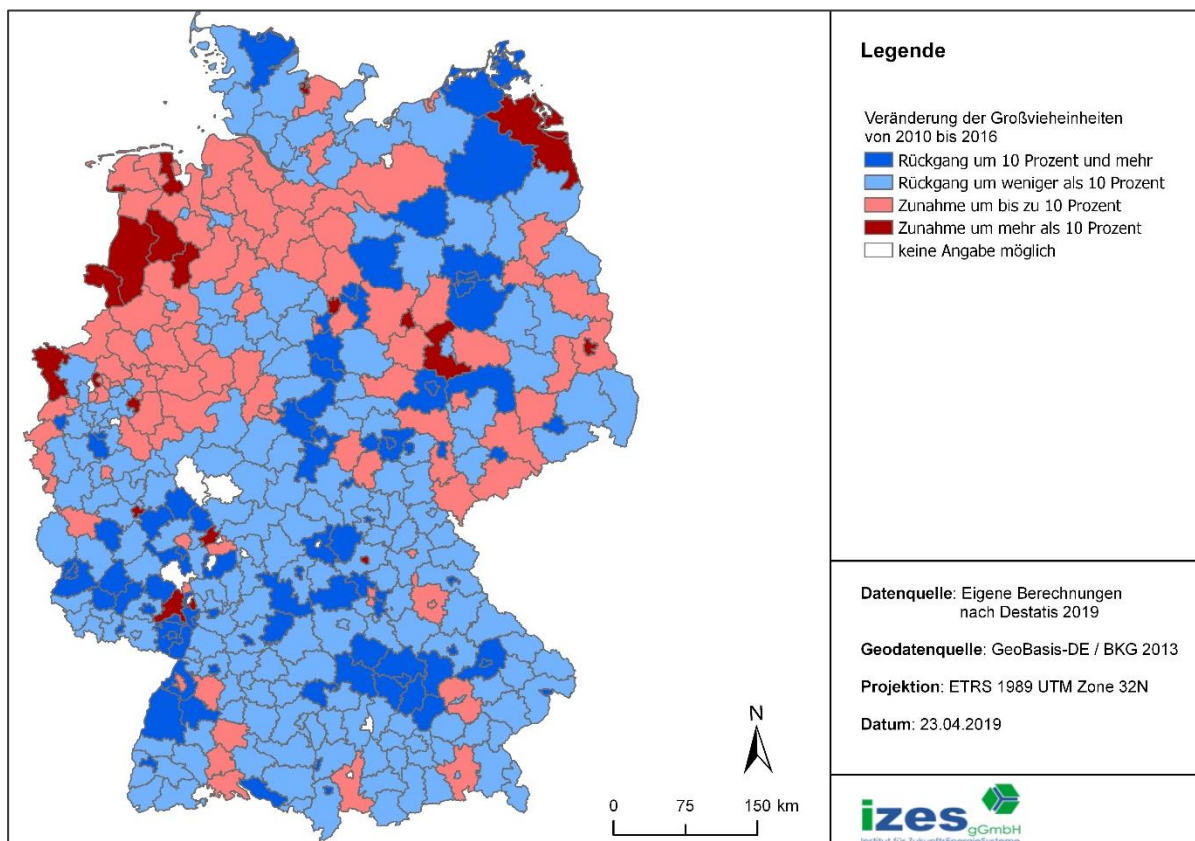 Legende
Veränderung der Großvieheinheiten
von 2010 bis 2016
Rückgang um 10 Prozent und mehr
Rückgang um weniger als 10 Prozent
Zunahme um bis zu 10 Prozent
Zunahme um mehr als 10 Prozent
keine Angabe möglich
Datenquelle: Eigene Berechnungen
nach Destatis 2019
Geodatenquelle: GeoBasis-DE / BKG 2013
Projektion: ETRS 1989 UTM Zone 32N
Datum: 23.04.2019
N
0 75 150 km
izes gGmbH
Institut für ZukunftsEnergieSysteme